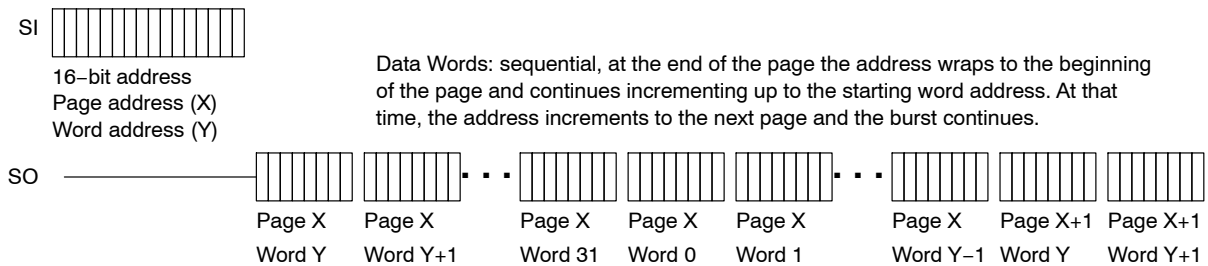 SI
16−bit address
Page address (X)
Word address (Y)
Data Words: sequential, at the end of the page the address wraps to the beginning
of the page and continues incrementing up to the starting word address. At that
time, the address increments to the next page and the burst continues.
SO
Page X Page X Page X Page X Page X Page X Page X+1 Page X+1
Word Y Word Y+1 Word 31 Word 0 Word 1 Word Y−1 Word Y Word Y+1